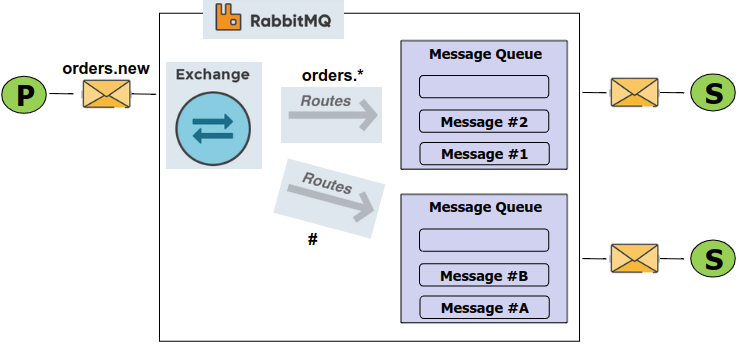 RabbitMQ
orders.new
P
Exchange
orders.*
Routes
Routes
#
Message Queue
Message #2
Message #1
S
Message Queue
Message #B
Message #A
S